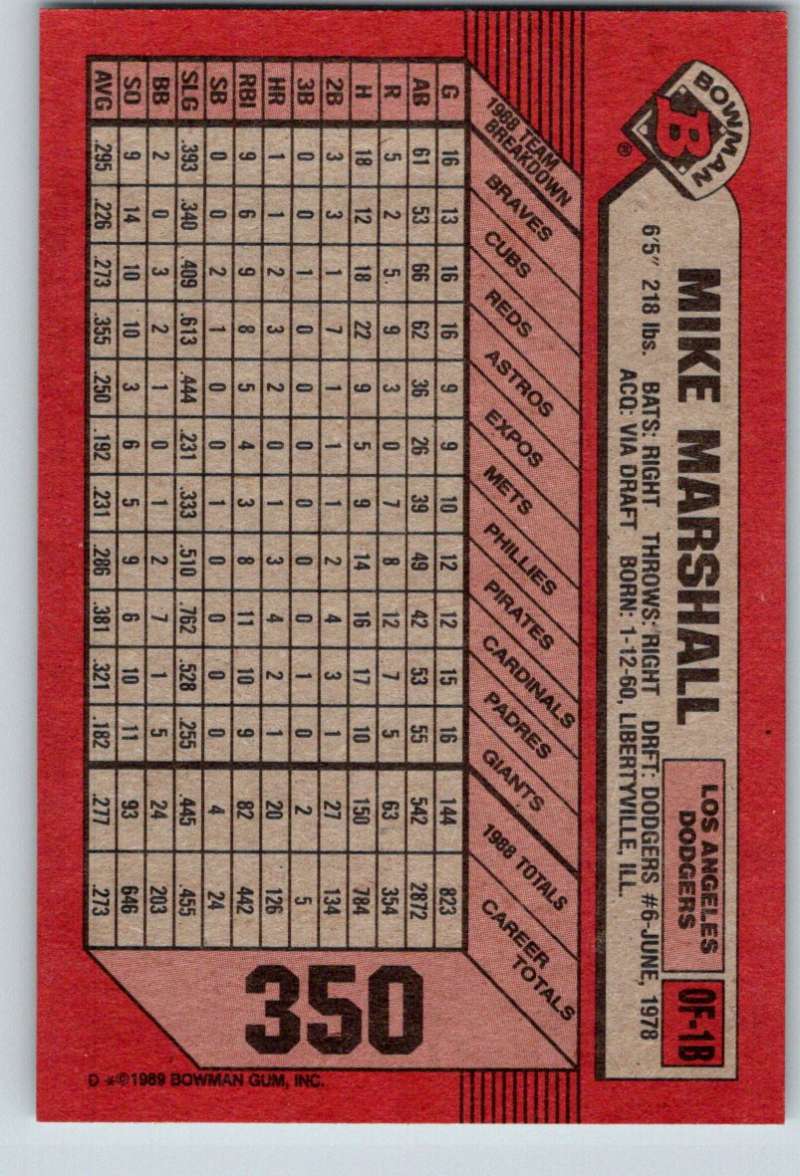 BOWMAN
B
®
MIKE MARSHALL
LOS ANGELES
DODGERS
OF-1B
6'5" 218 lbs. BATS: RIGHT THROWS: RIGHT DRFT: DODGERS #6-JUNE, 1978
ACQ: VIA DRAFT BORN: 1-12-60, LIBERTYVILLE, ILL.
1988 TEAM BREAKDOWN BRAVES CUBS REDS ASTROS EXPOS METS PHILLIES PIRATES CARDINALS PADRES GIANTS 1988 TOTALS CAREER TOTALS
G 16 13 16 16 9 9 10 12 12 15 16 144 823
AB 61 53 66 62 36 26 39 49 42 53 55 542 2872
R 5 2 5 9 3 0 7 8 12 7 5 63 354
H 18 12 18 22 9 5 9 14 16 17 10 150 784
2B 3 3 1 7 1 1 1 2 4 3 1 27 134
3B 0 0 1 0 0 0 0 0 0 1 0 2 5
HR 1 1 2 3 2 0 1 3 4 2 1 20 126
RBI 9 6 9 8 5 4 3 8 11 10 9 82 442
SB 0 0 2 1 0 0 1 0 0 0 0 4 24
SLG .393 .340 .409 .613 .444 .231 .333 .510 .762 .528 .255 .445 .455
BB 2 0 3 2 1 0 1 2 7 1 5 24 203
SO 9 14 10 10 3 6 5 9 6 10 11 93 646
AVG .295 .226 .273 .355 .250 .192 .231 .286 .381 .321 .182 .277 .273
350
D **©1989 BOWMAN GUM, INC.